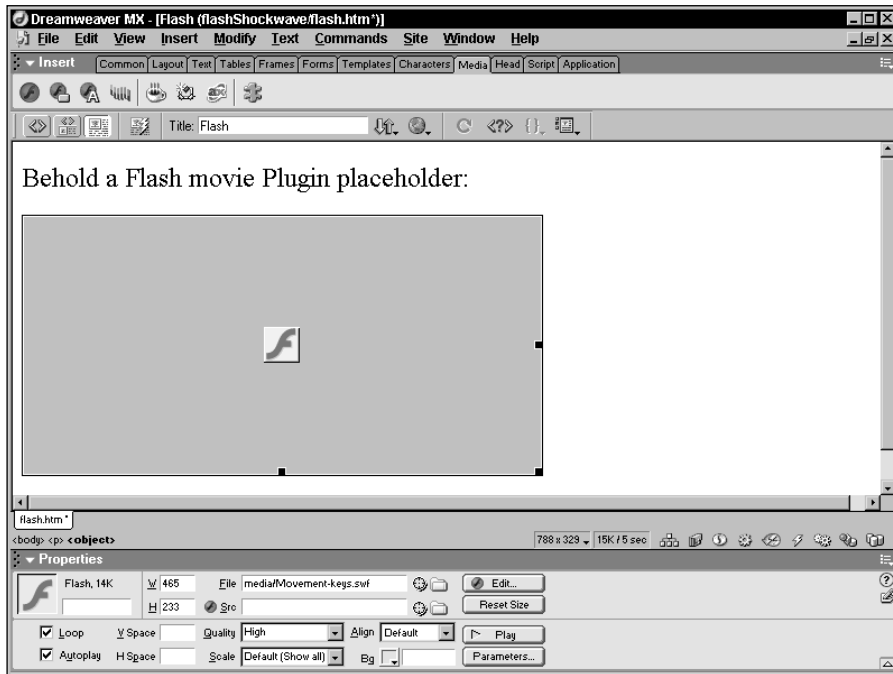 Dreamweaver MX - [Flash (flashShockwave/flash.htm*)]
File Edit View Insert Modify Text Commands Site Window Help
Insert Common Layout Text Tables Frames Forms Templates Characters Media Head Script Application
Title: Flash
Behold a Flash movie Plugin placeholder:
flash.htm*
<body> <p> <object> 788 x 329 15K / 5 sec
Properties
Flash, 14K W 465 File media/Movement-keys.swf Edit...
H 233 Src Reset Size
Loop V Space Quality High Align Default Play
Autoplay H Space Scale Default (Show all) Bg Parameters...